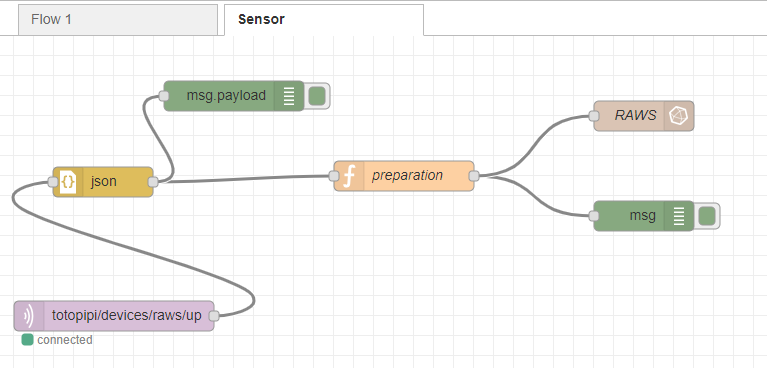 Flow 1
Sensor
msg.payload
RAWS
json
preparation
msg
totopipi/devices/raws/up
connected